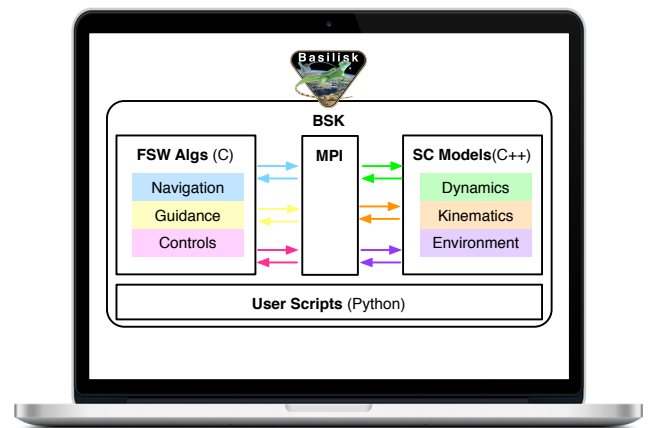 Basilisk
BSK
FSW Algs (C)
Navigation
Guidance
Controls
MPI
SC Models(C++)
Dynamics
Kinematics
Environment
User Scripts (Python)